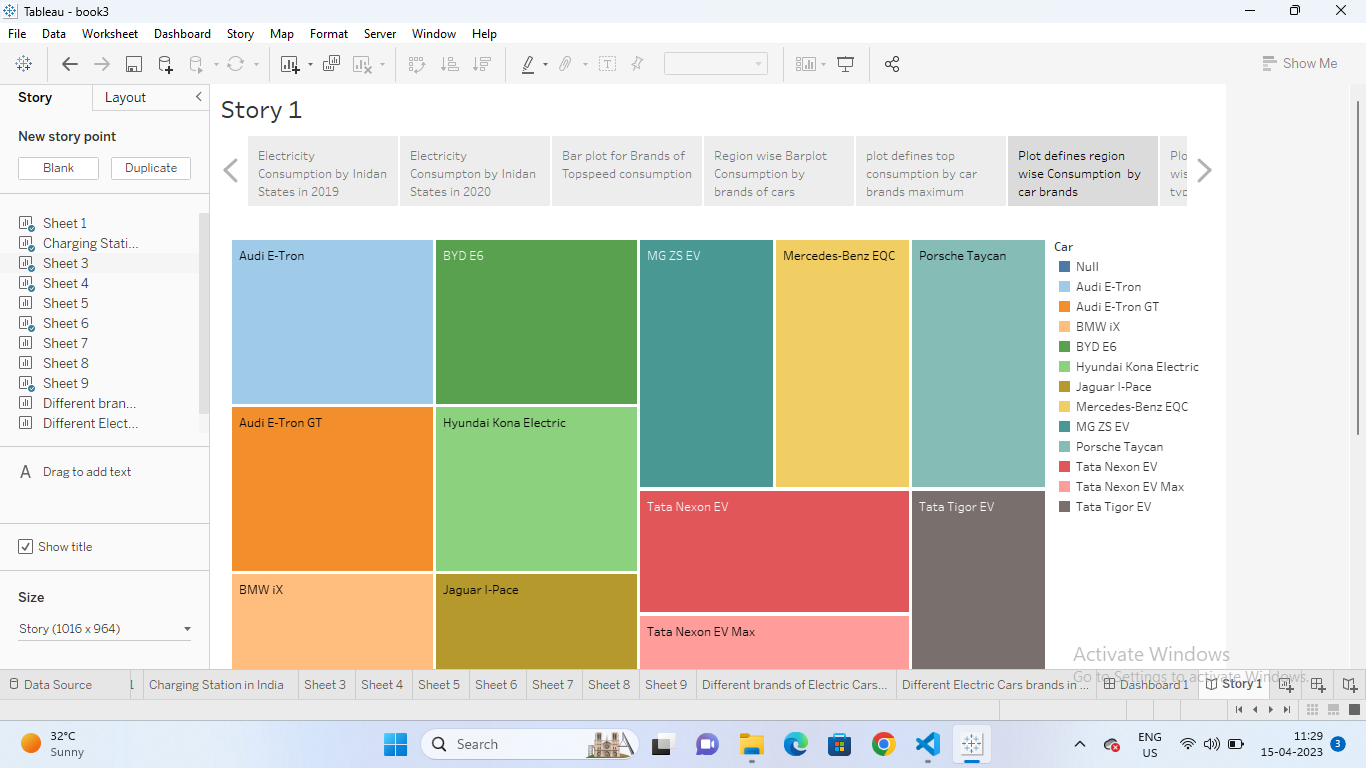 Tableau - book3
File Data Worksheet Dashboard Story Map Format Server Window Help
Show Me
Story Layout
New story point
Blank Duplicate
Sheet 1
Charging Stati...
Sheet 3
Sheet 4
Sheet 5
Sheet 6
Sheet 7
Sheet 8
Sheet 9
Different bran...
Different Elect...
A Drag to add text
Show title
Size
Story (1016 x 964)
Story 1
Electricity
Consumption by Inidan
States in 2019
Electricity
Consumpton by Inidan
States in 2020
Bar plot for Brands of
Topspeed consumption
Region wise Barplot
Consumption by
brands of cars
plot defines top
consumption by car
brands maximum
Plot defines region
wise Consumption by
car brands
Plo
wis
Audi E-Tron
BYD E6
MG ZS EV
Mercedes-Benz EQC
Porsche Taycan
Audi E-Tron GT
Hyundai Kona Electric
Tata Nexon EV
Tata Tigor EV
BMW iX
Jaguar I-Pace
Tata Nexon EV Max
Car
Null
Audi E-Tron
Audi E-Tron GT
BMW iX
BYD E6
Hyundai Kona Electric
Jaguar I-Pace
Mercedes-Benz EQC
MG ZS EV
Porsche Taycan
Tata Nexon EV
Tata Nexon EV Max
Tata Tigor EV
Activate Windows
Go to Settings to activate Windows.
Data Source 1 Charging Station in India Sheet 3 Sheet 4 Sheet 5 Sheet 6 Sheet 7 Sheet 8 Sheet 9 Different brands of Electric Cars... Different Electric Cars brands in ... Dashboard 1 Story 1
32°C
Sunny
Search
ENG
US
11:29
15-04-2023
3